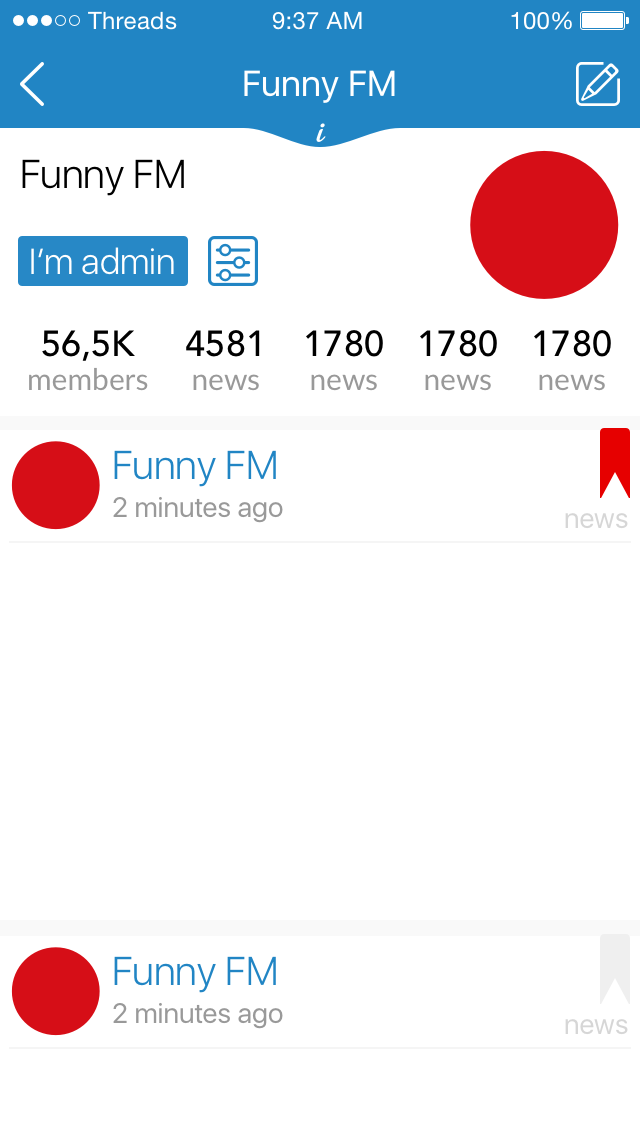 Threads 9:37 AM 100%
Funny FM
i
Funny FM
I’m admin
56,5K 4581 1780 1780 1780
members news news news news
Funny FM
2 minutes ago
news
Funny FM
2 minutes ago
news